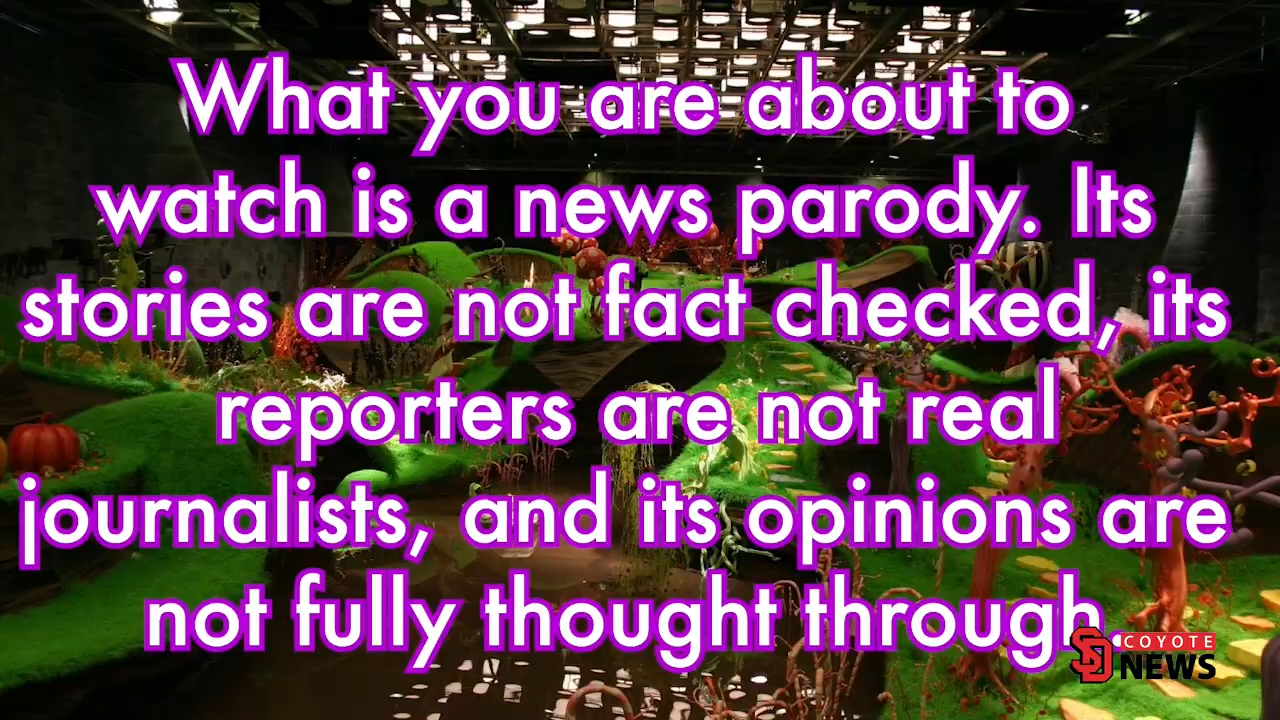 What you are about to
watch is a news parody. Its
stories are not fact checked, its
reporters are not real
journalists, and its opinions are
not fully thought through.
SD COYOTE
NEWS